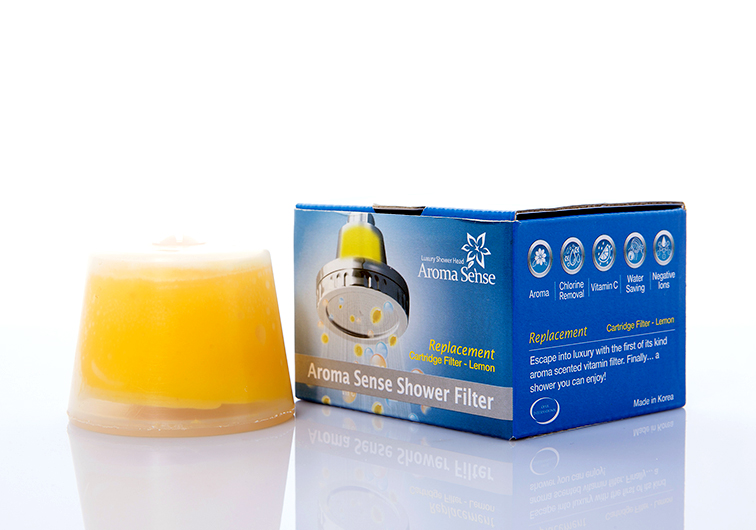 Luxury Shower Head
Aroma Sense
Replacement
Cartridge Filter - Lemon
Aroma Sense Shower Filter
Aroma
Chlorine
Removal
Vitamin C
Water
Saving
Negative
Ions
Replacement
Cartridge Filter - Lemon
Escape into luxury with the first of its kind
aroma scented vitamin filter. Finally... a
shower you can enjoy!
Made in Korea